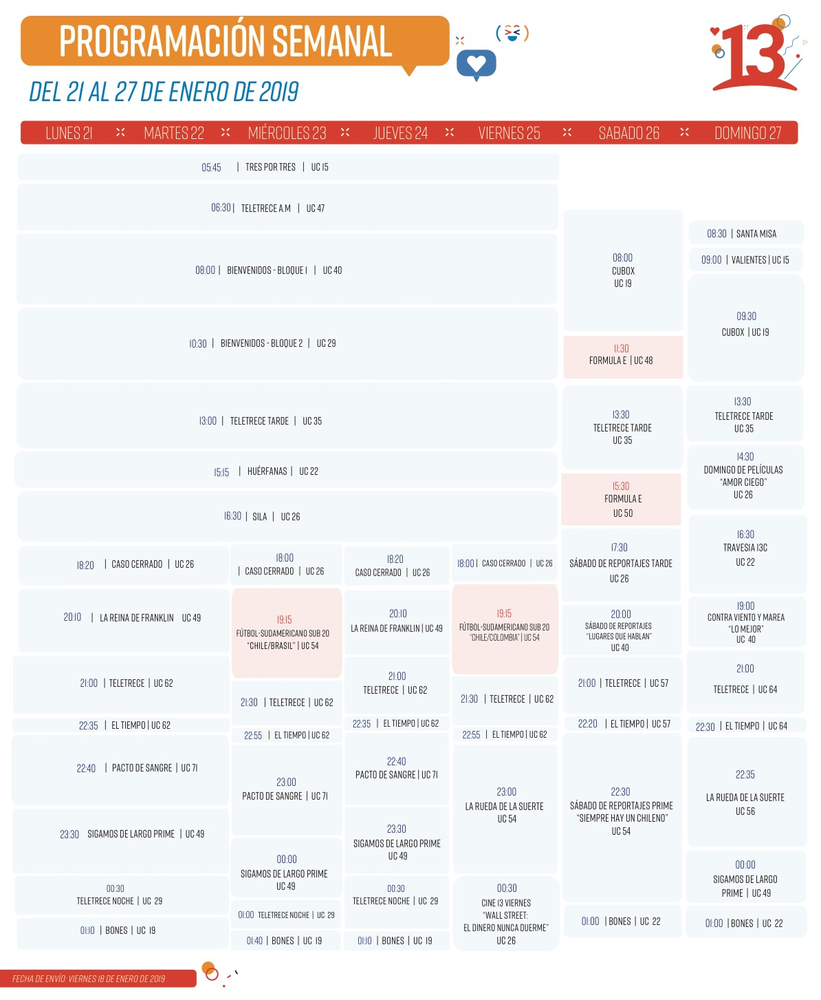 PROGRAMACIÓN SEMANAL
13
DEL 21 AL 27 DE ENERO DE 2019
LUNES 21
MARTES 22
MIÉRCOLES 23
JUEVES 24
VIERNES 25
SABADO 26
DOMINGO 27
05:45 | TRES POR TRES | UC 15
06:30 | TELETRECE A.M | UC 47
08:00 | BIENVENIDOS - BLOQUE 1 | UC 40
10:30 | BIENVENIDOS - BLOQUE 2 | UC 29
13:00 | TELETRECE TARDE | UC 35
15:15 | HUÉRFANAS | UC 22
16:30 | SILA | UC 26
18:20 | CASO CERRADO | UC 26
20:10 | LA REINA DE FRANKLIN UC 49
21:00 | TELETRECE | UC 62
22:35 | EL TIEMPO | UC 62
22:40 | PACTO DE SANGRE | UC 71
23:30 SIGAMOS DE LARGO PRIME | UC 49
00:30
TELETRECE NOCHE | UC 29
01:10 | BONES | UC 19
18:00
| CASO CERRADO | UC 26
19:15
FÚTBOL-SUDAMERICANO SUB 20
"CHILE/BRASIL" | UC 54
21:30 | TELETRECE | UC 62
22:55 | EL TIEMPO | UC 62
23:00
PACTO DE SANGRE | UC 71
00:00
SIGAMOS DE LARGO PRIME
UC 49
01:00 TELETRECE NOCHE | UC 29
01:40 | BONES | UC 19
18:20
CASO CERRADO | UC 26
20:10
LA REINA DE FRANKLIN | UC 49
21:00
TELETRECE | UC 62
22:35 | EL TIEMPO | UC 62
22:40
PACTO DE SANGRE | UC 71
23:30
SIGAMOS DE LARGO PRIME
UC 49
00:30
TELETRECE NOCHE | UC 29
01:10 | BONES | UC 19
18:00 | CASO CERRADO | UC 26
19:15
FÚTBOL-SUDAMERICANO SUB 20
"CHILE/COLOMBIA" | UC 54
21:30 | TELETRECE | UC 62
22:55 | EL TIEMPO | UC 62
23:00
LA RUEDA DE LA SUERTE
UC 54
00:30
CINE 13 VIERNES
"WALL STREET:
EL DINERO NUNCA DUERME"
UC 26
08:00
CUBOX
UC 19
11:30
FORMULA E | UC 48
13:30
TELETRECE TARDE
UC 35
15:30
FORMULA E
UC 50
17:30
SÁBADO DE REPORTAJES TARDE
UC 26
20:00
SÁBADO DE REPORTAJES
"LUGARES QUE HABLAN"
UC 40
21:00 | TELETRECE | UC 57
22:20 | EL TIEMPO | UC 57
22:30
SÁBADO DE REPORTAJES PRIME
"SIEMPRE HAY UN CHILENO"
UC 54
01:00 | BONES | UC 22
08:30 | SANTA MISA
09:00 | VALIENTES | UC 15
09:30
CUBOX | UC 19
13:30
TELETRECE TARDE
UC 35
14:30
DOMINGO DE PELÍCULAS
"AMOR CIEGO"
UC 26
16:30
TRAVESIA 13C
UC 22
19:00
CONTRA VIENTO Y MAREA
"LO MEJOR"
UC 40
21:00
TELETRECE | UC 64
22:30 | EL TIEMPO | UC 64
22:35
LA RUEDA DE LA SUERTE
UC 56
00:00
SIGAMOS DE LARGO
PRIME | UC 49
01:00 | BONES | UC 22
FECHA DE ENVÍO: VIERNES 18 DE ENERO DE 2019